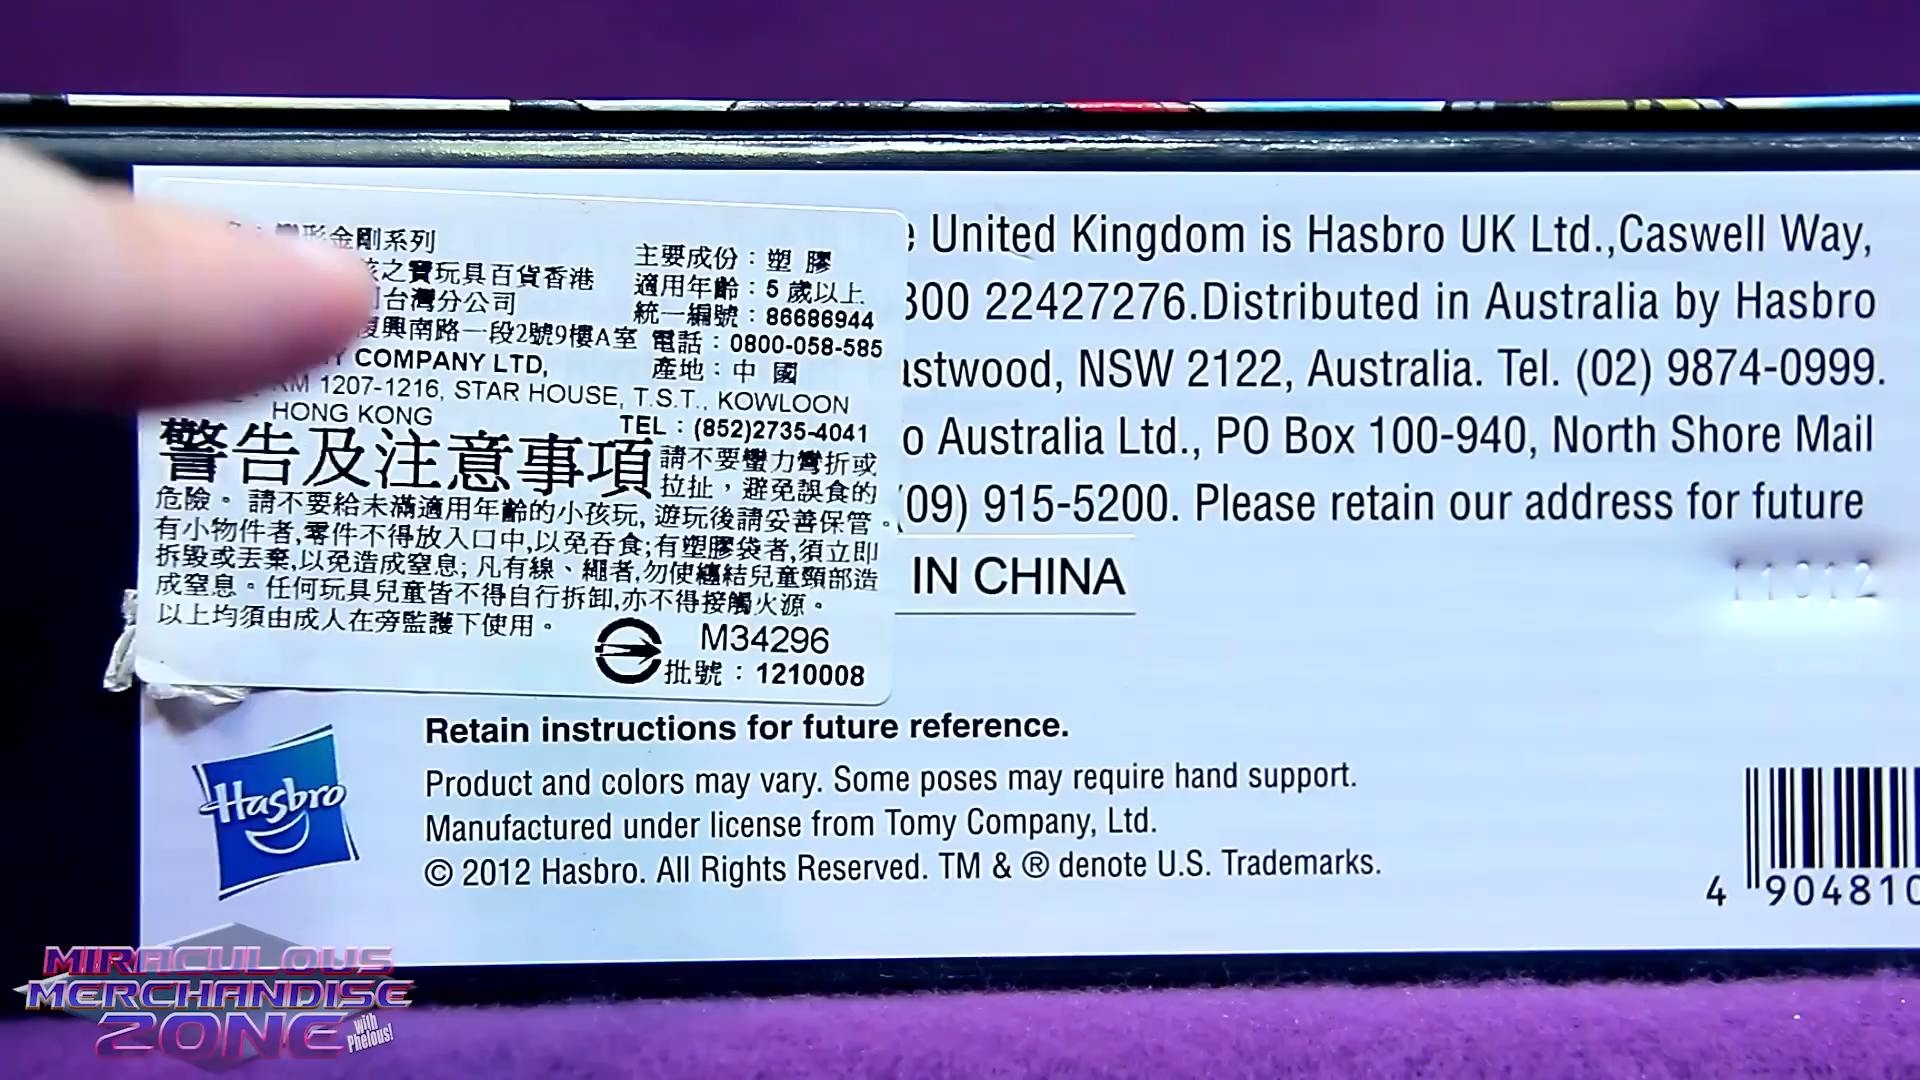 變形金剛系列
之寶玩具百貨香港
台灣分公司
復興南路一段2號9樓A室
COMPANY LTD,
RM 1207-1216, STAR HOUSE, T.S.T., KOWLOON
HONG KONG
主要成份：塑 膠
適用年齡：5 歲以上
統一編號：86686944
電話：0800-058-585
產地：中 國
TEL：(852)2735-4041
警告及注意事項
請不要蠻力彎折或
拉扯，避免誤食的
危險。請不要給未滿適用年齡的小孩玩, 遊玩後請妥善保管。
有小物件者,零件不得放入口中,以免吞食;有塑膠袋者,須立即
拆毀或丟棄,以免造成窒息; 凡有線、繩者,勿使纏結兒童頸部造
成窒息。任何玩具兒童皆不得自行拆卸,亦不得接觸火源。
以上均須由成人在旁監護下使用。
M34296
批號：1210008
United Kingdom is Hasbro UK Ltd.,Caswell Way,
800 22427276.Distributed in Australia by Hasbro
astwood, NSW 2122, Australia. Tel. (02) 9874-0999.
o Australia Ltd., PO Box 100-940, North Shore Mail
(09) 915-5200. Please retain our address for future
IN CHINA
11012
Retain instructions for future reference.
Hasbro
Product and colors may vary. Some poses may require hand support.
Manufactured under license from Tomy Company, Ltd.
© 2012 Hasbro. All Rights Reserved. TM & ® denote U.S. Trademarks.
4 904810
MIRACULOUS
MERCHANDISE
ZONE
with
Phelous!